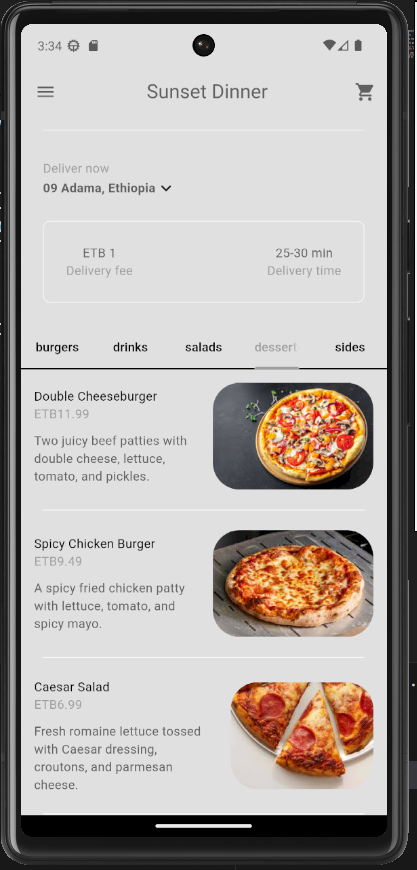 3:34
Sunset Dinner
Deliver now
09 Adama, Ethiopia
ETB 1
25-30 min
Delivery fee
Delivery time
burgers
drinks
salads
dessert
sides
Double Cheeseburger
ETB11.99
Two juicy beef patties with
double cheese, lettuce,
tomato, and pickles.
Spicy Chicken Burger
ETB9.49
A spicy fried chicken patty
with lettuce, tomato, and
spicy mayo.
Caesar Salad
ETB6.99
Fresh romaine lettuce tossed
with Caesar dressing,
croutons, and parmesan
cheese.